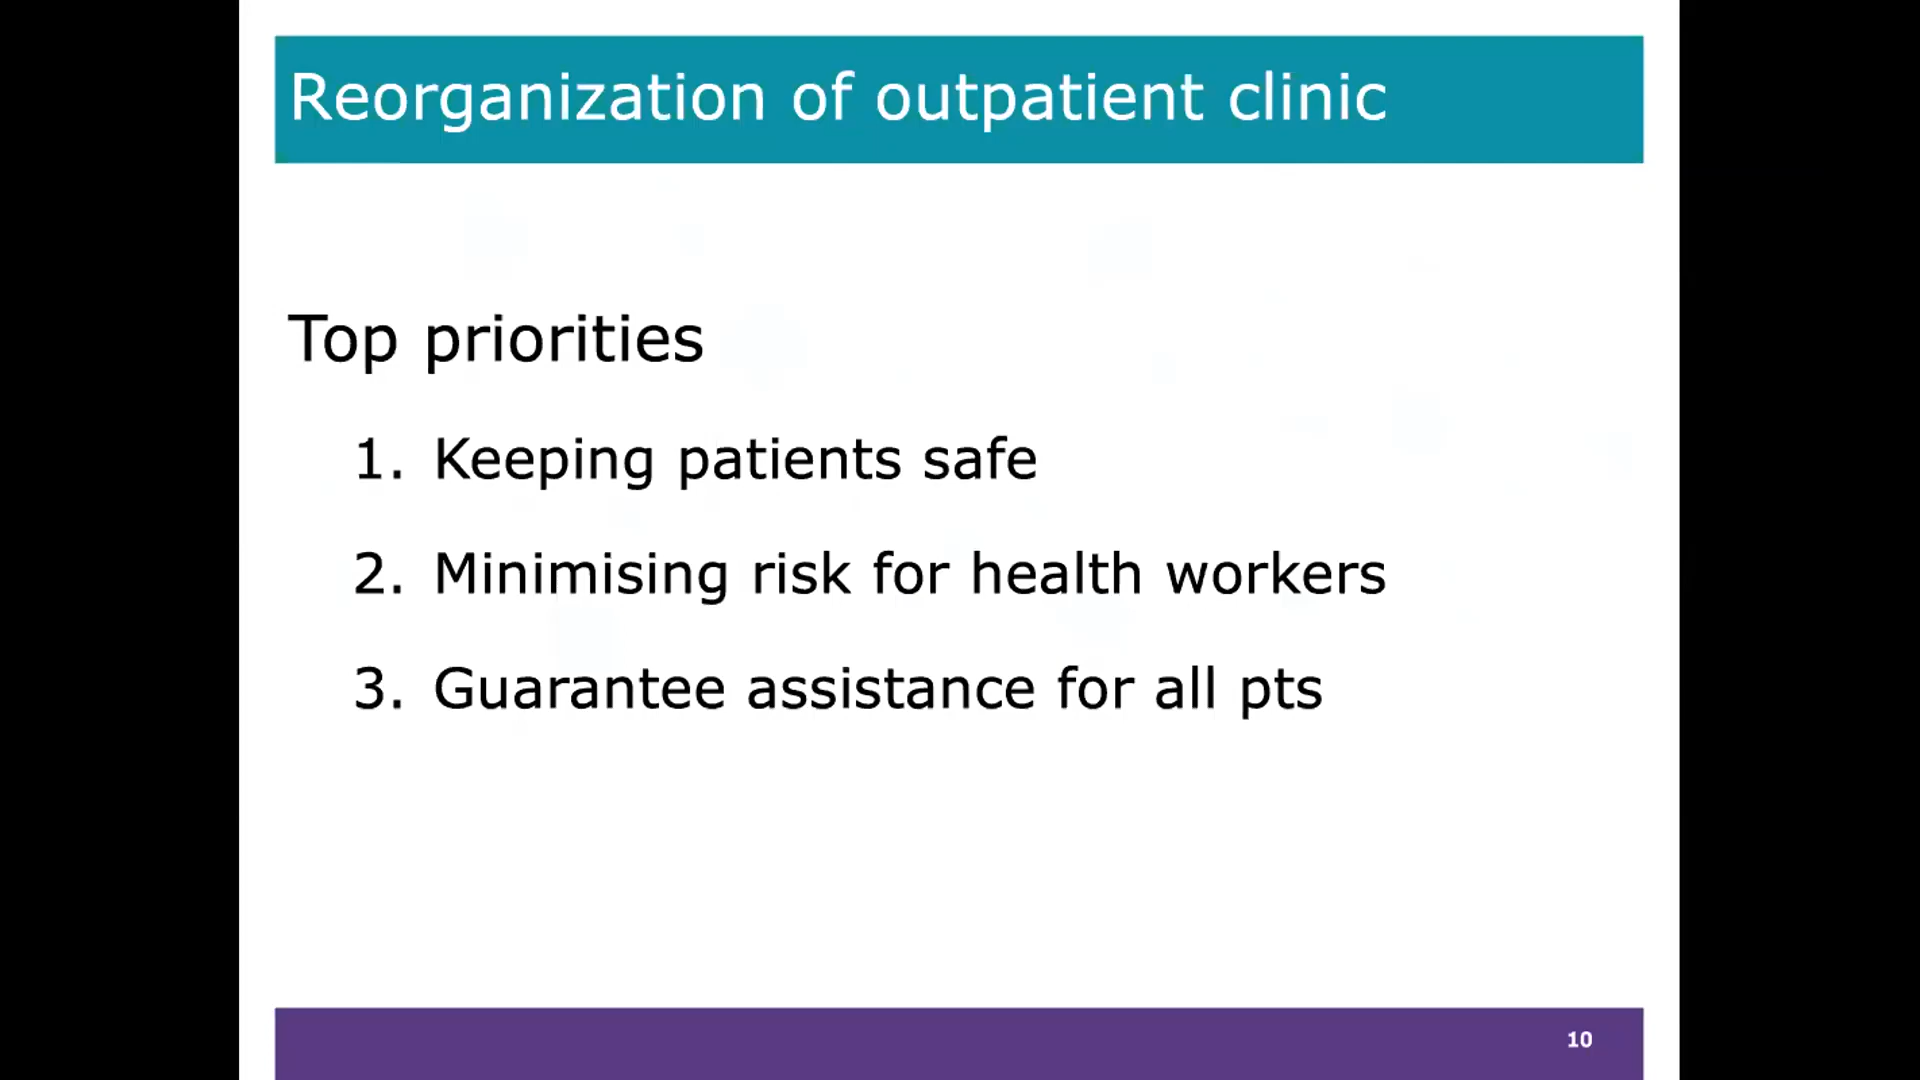 Reorganization of outpatient clinic
Top priorities
1. Keeping patients safe
2. Minimising risk for health workers
3. Guarantee assistance for all pts
10